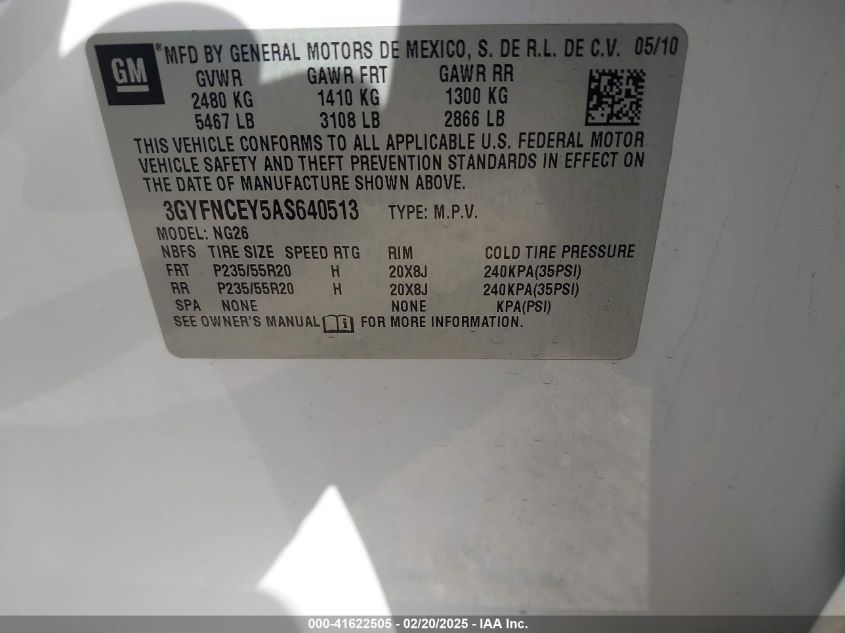 GM ® MFD BY GENERAL MOTORS DE MEXICO, S. DE R.L. DE C.V. 05/10
GVWR GAWR FRT GAWR RR
2480 KG 1410 KG 1300 KG
5467 LB 3108 LB 2866 LB
THIS VEHICLE CONFORMS TO ALL APPLICABLE U.S. FEDERAL MOTOR
VEHICLE SAFETY AND THEFT PREVENTION STANDARDS IN EFFECT ON
THE DATE OF MANUFACTURE SHOWN ABOVE.
3GYFNCEY5AS640513 TYPE: M.P.V.
MODEL: NG26
NBFS TIRE SIZE SPEED RTG RIM COLD TIRE PRESSURE
FRT P235/55R20 H 20X8J 240KPA(35PSI)
RR P235/55R20 H 20X8J 240KPA(35PSI)
SPA NONE NONE KPA(PSI)
SEE OWNER'S MANUAL i FOR MORE INFORMATION.
000-41622505 - 02/20/2025 - IAA Inc.